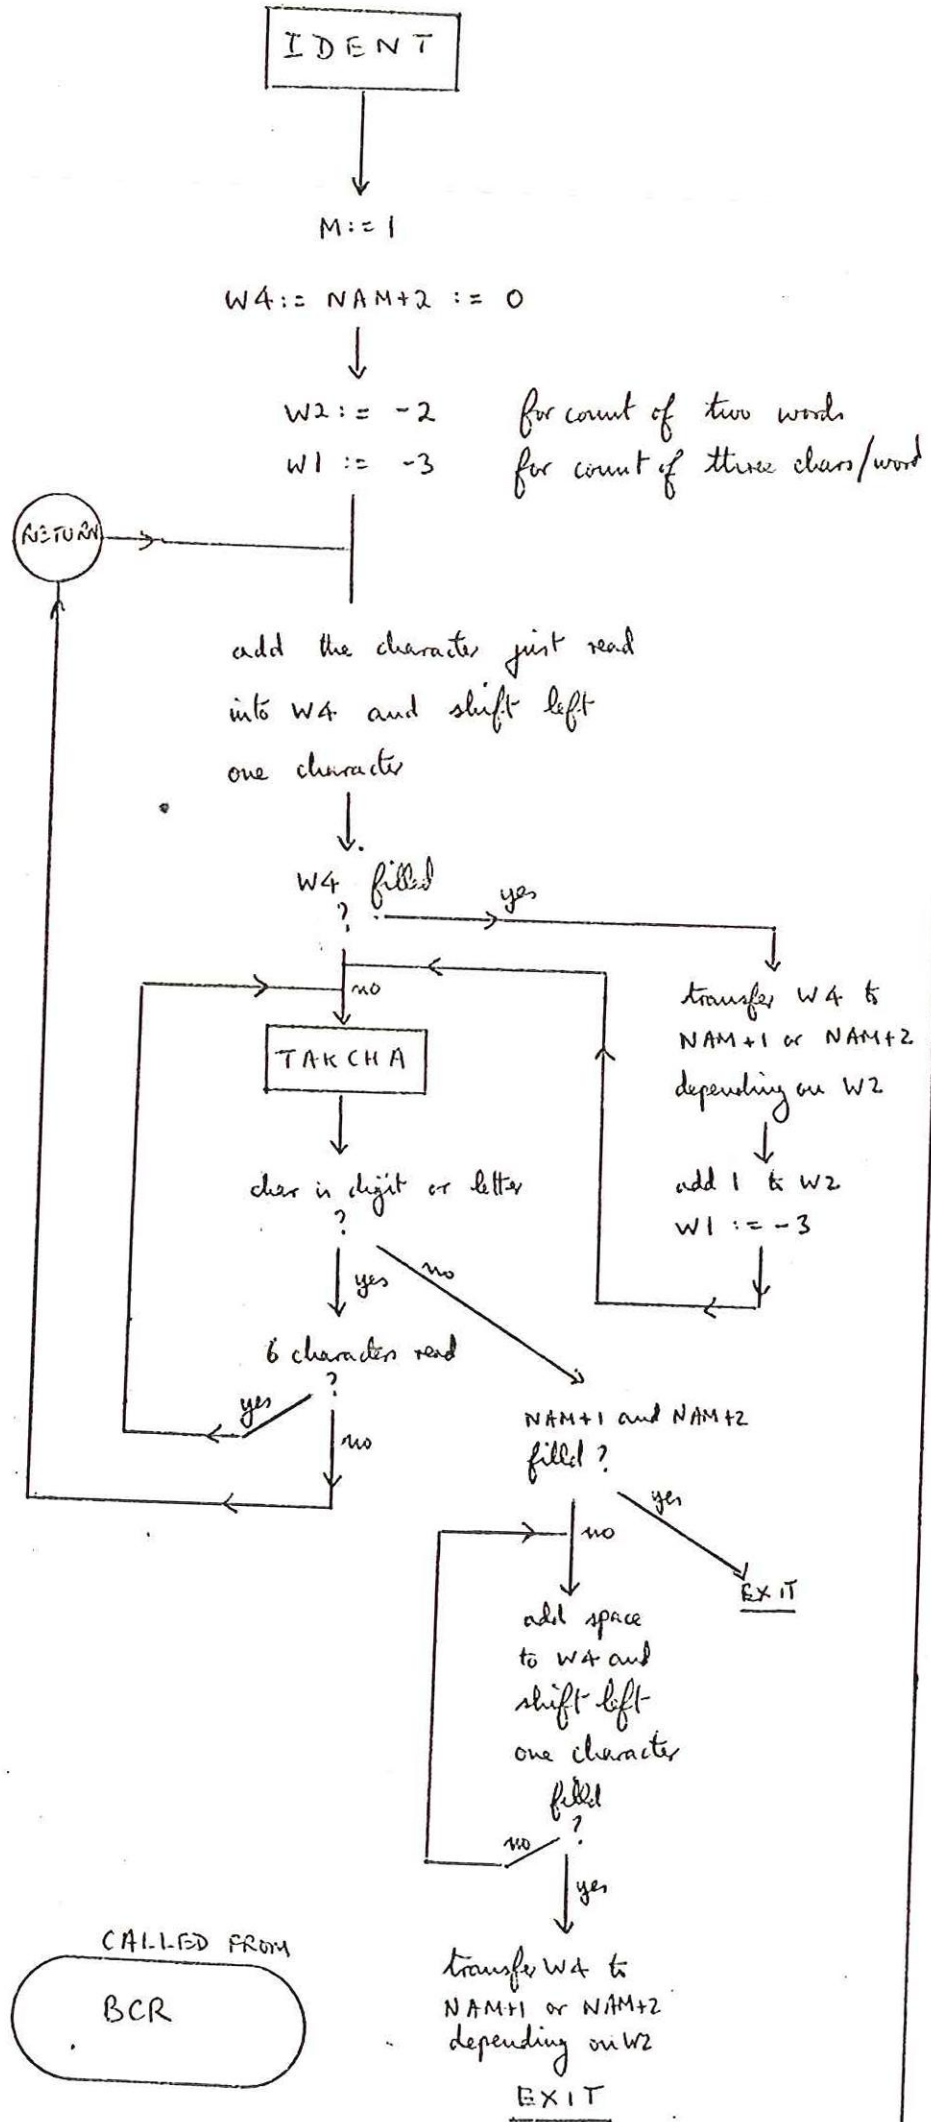 IDENT
M:=1
W4:= NAM+2 := 0
W2:= -2 for count of two words
W1 := -3 for count of three chars/word
RETURN
add the character just read
into W4 and shift left
one character
W4 filled
?
yes
no
transfer W4 to
NAM+1 or NAM+2
depending on W2
TAKCHA
add 1 to W2
W1 := -3
char is digit or letter
?
yes
no
6 characters read
?
yes
no
NAM+1 and NAM+2
filled ?
yes
no
EXIT
add space
to W4 and
shift left
one character
filled
?
no
yes
transfer W4 to
NAM+1 or NAM+2
depending on W2
EXIT
CALLED FROM
BCR